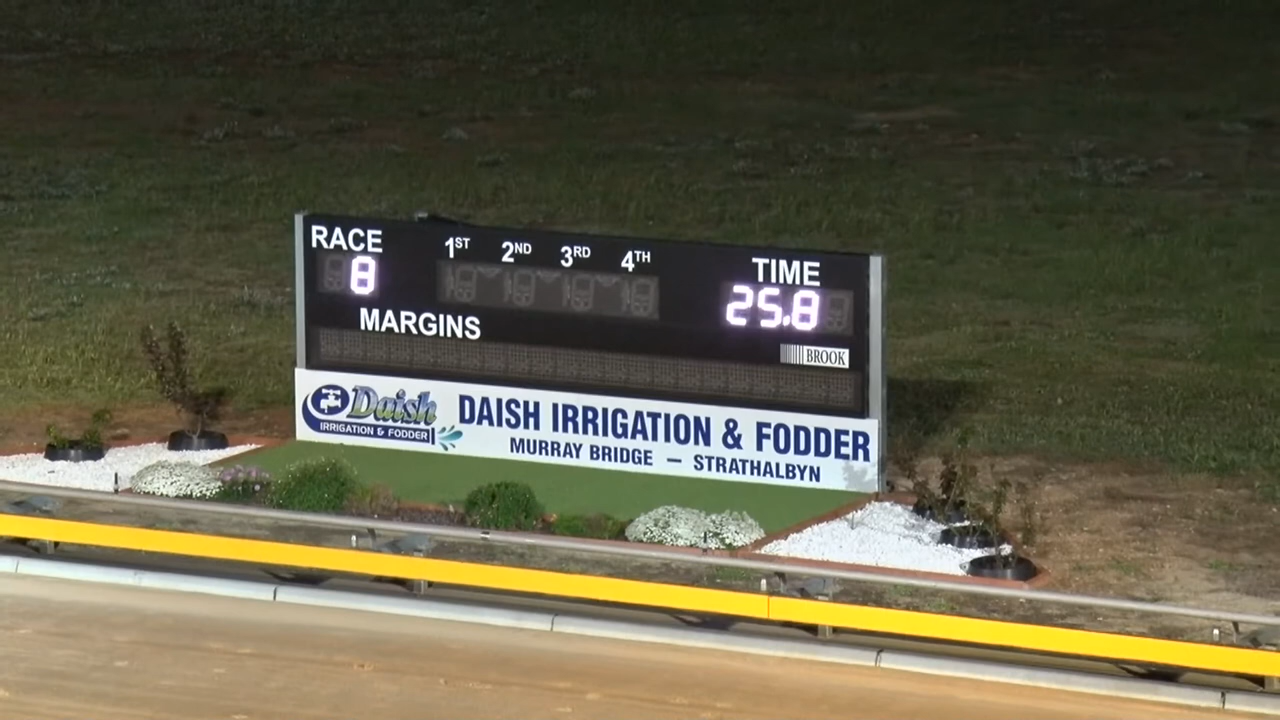 RACE 1ST 2ND 3RD 4TH TIME
8 25.8
MARGINS
BROOK
Daish
IRRIGATION & FODDER
DAISH IRRIGATION & FODDER
MURRAY BRIDGE – STRATHALBYN